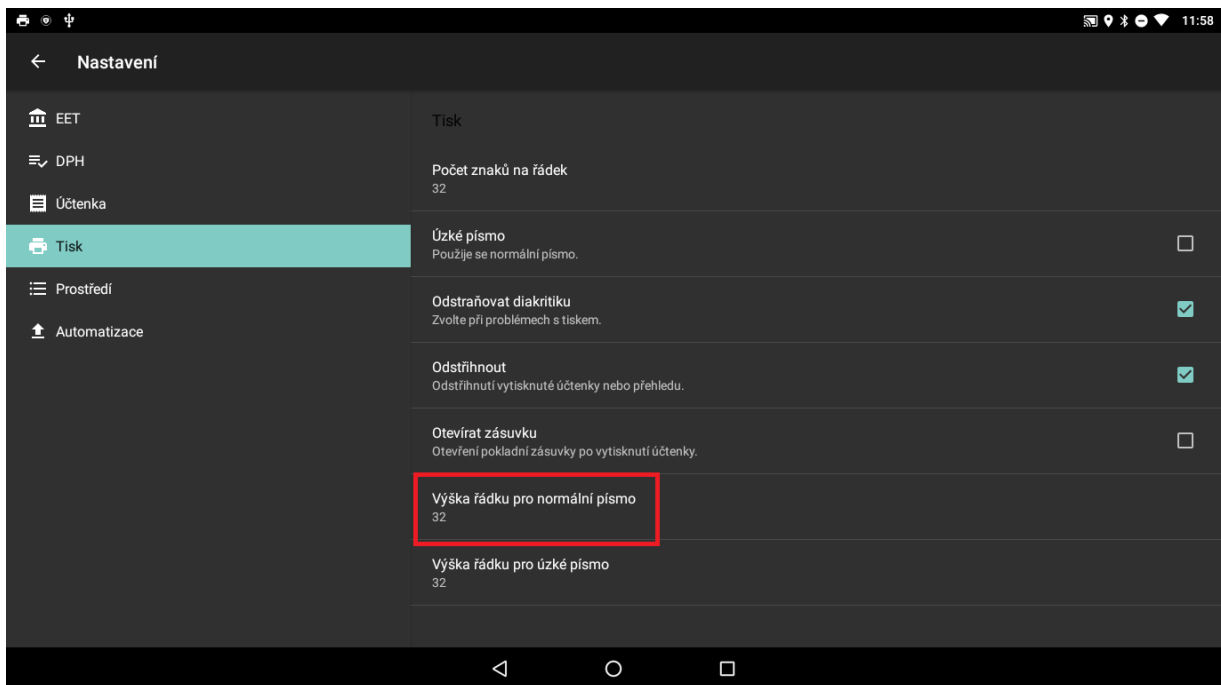 11:58
Nastavení
EET
DPH
Účtenka
Tisk
Prostředí
Automatizace
Tisk
Počet znaků na řádek
32
Úzké písmo
Použije se normální písmo.
Odstraňovat diakritiku
Zvolte při problémech s tiskem.
Odstřihnout
Odstřihnutí vytisknuté účtenky nebo přehledu.
Otevírat zásuvku
Otevření pokladní zásuvky po vytisknutí účtenky.
Výška řádku pro normální písmo
32
Výška řádku pro úzké písmo
32